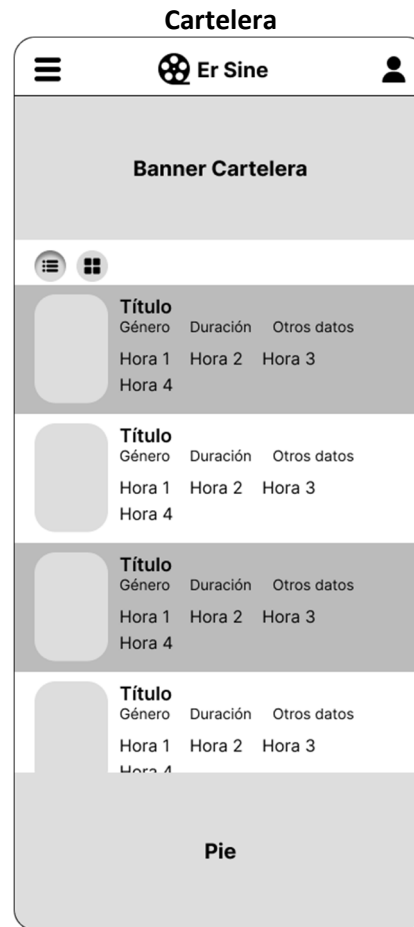 Cartelera
Er Sine
Banner Cartelera
Título
Género Duración Otros datos
Hora 1 Hora 2 Hora 3
Hora 4
Título
Género Duración Otros datos
Hora 1 Hora 2 Hora 3
Hora 4
Título
Género Duración Otros datos
Hora 1 Hora 2 Hora 3
Hora 4
Título
Género Duración Otros datos
Hora 1 Hora 2 Hora 3
Hora 4
Pie